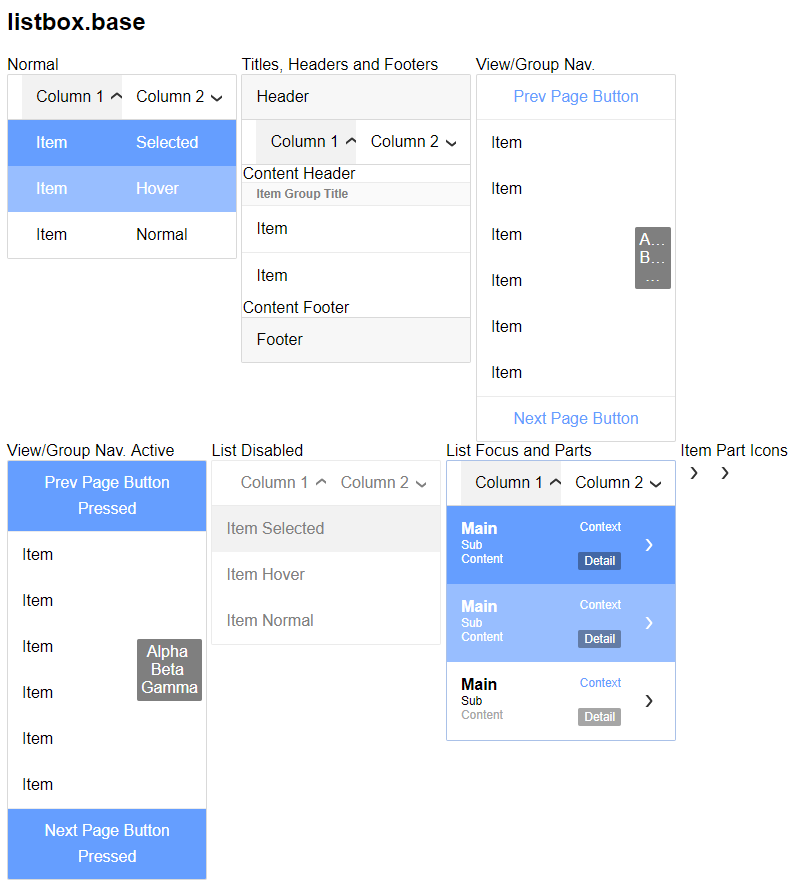 listbox.base
Normal
Column 1 Column 2
Item Selected
Item Hover
Item Normal
Titles, Headers and Footers
Header
Column 1 Column 2
Content Header
Item Group Title
Item
Item
Content Footer
Footer
View/Group Nav.
Prev Page Button
Item
Item
Item
A...
B...
...
Item
Item
Item
Next Page Button
View/Group Nav. Active
Prev Page Button
Pressed
Item
Item
Item
Alpha
Beta
Gamma
Item
Item
Item
Next Page Button
Pressed
List Disabled
Column 1 Column 2
Item Selected
Item Hover
Item Normal
List Focus and Parts
Column 1 Column 2
Main Context
Sub
Content Detail
Main Context
Sub
Content Detail
Main Context
Sub
Content Detail
Item Part Icons